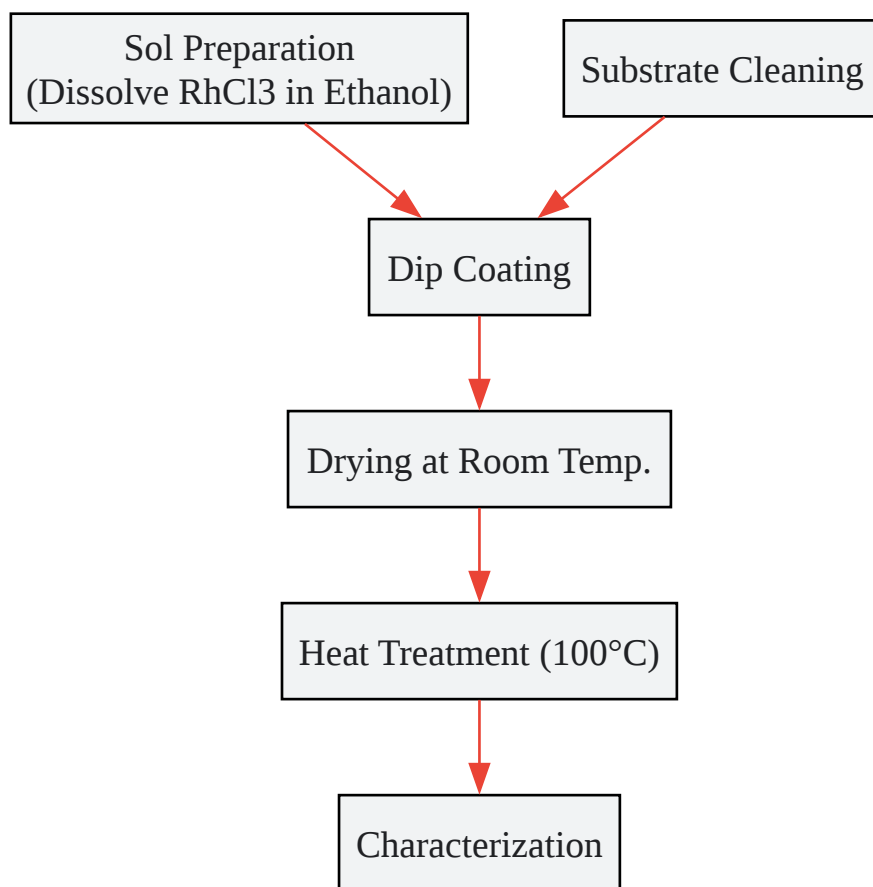 Sol Preparation
(Dissolve RhCl3 in Ethanol)
Substrate Cleaning
Dip Coating
Drying at Room Temp.
Heat Treatment (100°C)
Characterization